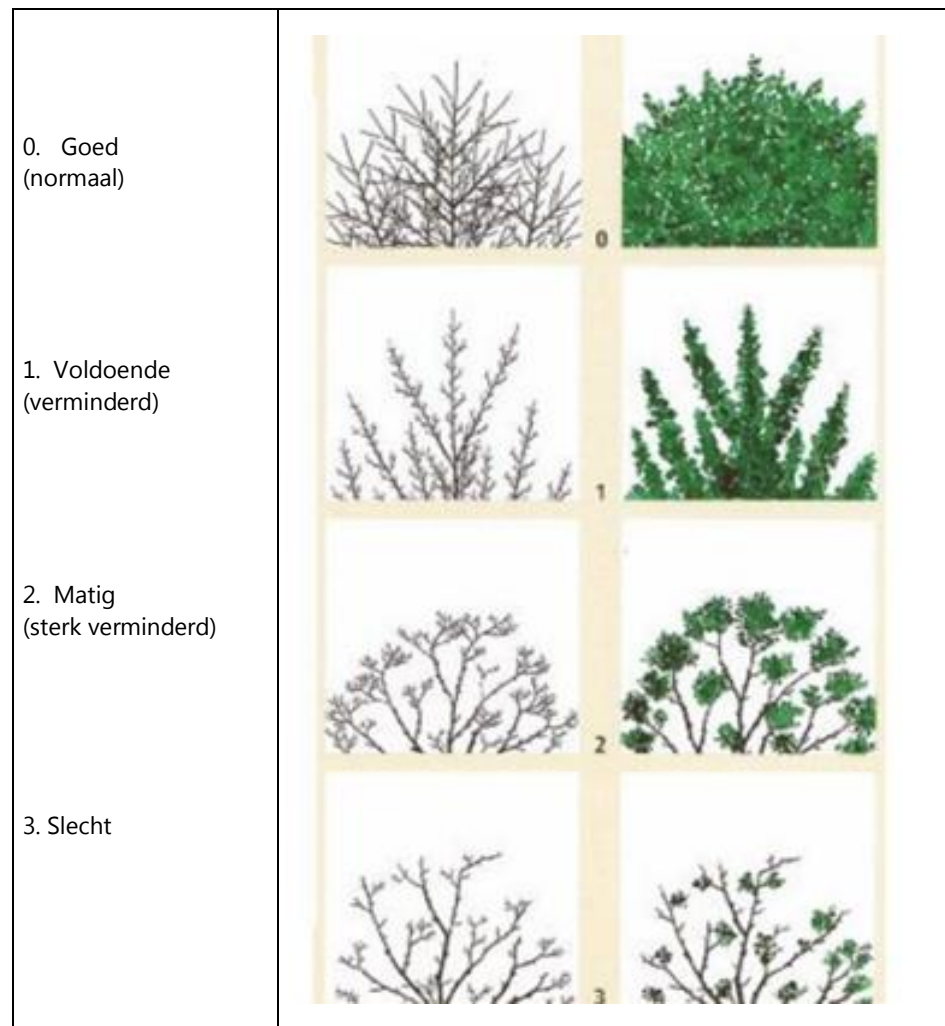 0. Goed
(normaal)
0
1. Voldoende
(verminderd)
1
2. Matig
(sterk verminderd)
2
3. Slecht
3